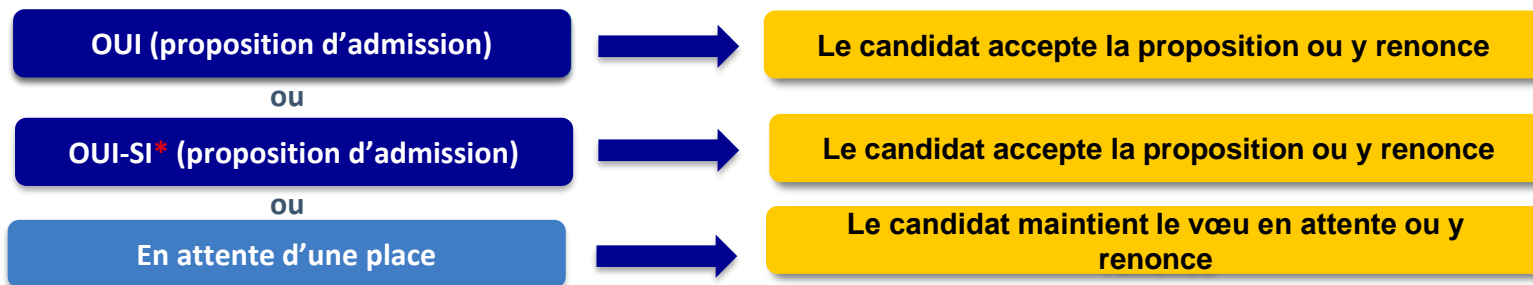 OUI (proposition d’admission)
Le candidat accepte la proposition ou y renonce
ou
OUI-SI* (proposition d’admission)
Le candidat accepte la proposition ou y renonce
ou
En attente d’une place
Le candidat maintient le vœu en attente ou y
renonce